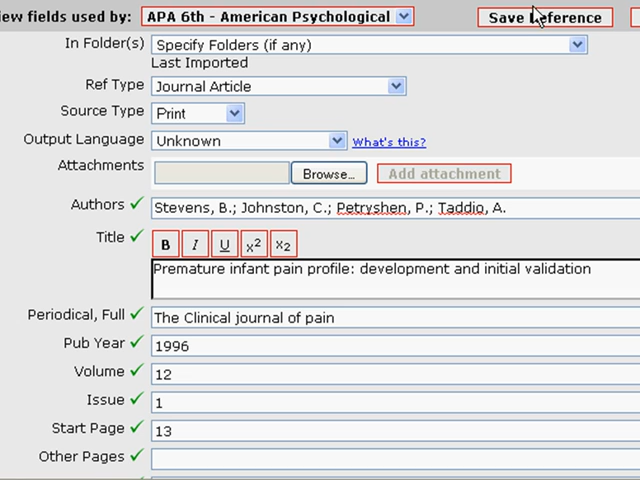 iew fields used by: APA 6th - American Psychological Save Reference
In Folder(s) Specify Folders (if any)
Last Imported
Ref Type Journal Article
Source Type Print
Output Language Unknown What's this?
Attachments Browse... Add attachment
Authors Stevens, B.; Johnston, C.; Petryshen, P.; Taddio, A.
Title B I U x2 x2
Premature infant pain profile: development and initial validation
Periodical, Full The Clinical journal of pain
Pub Year 1996
Volume 12
Issue 1
Start Page 13
Other Pages